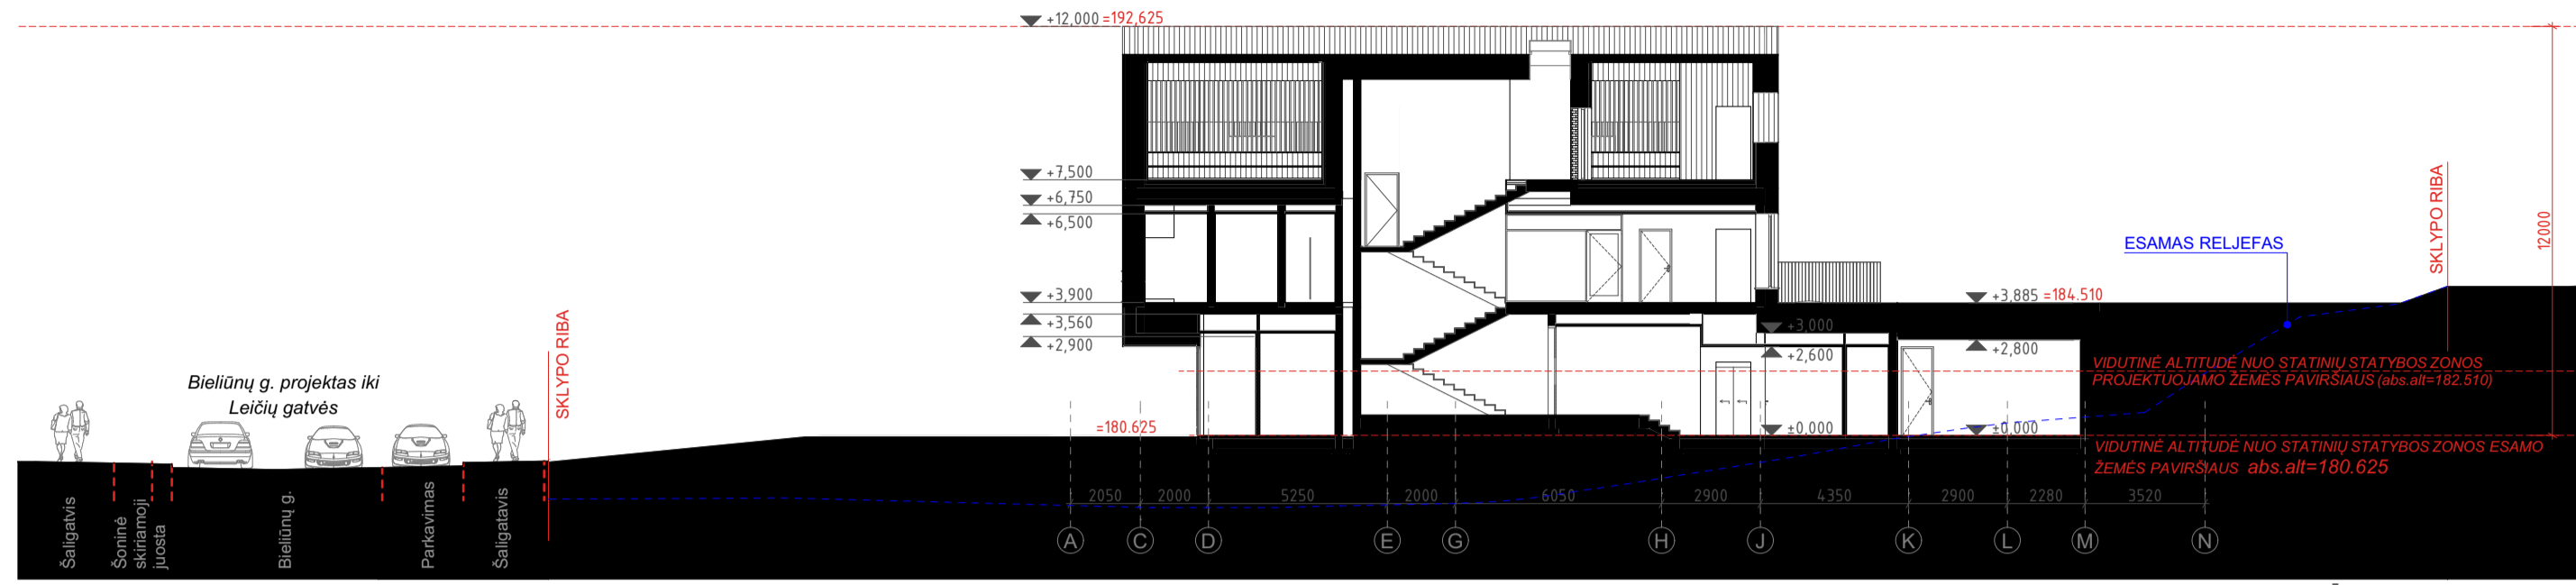 +12,000 =192,625
+7,500
+6,750
+6,500
+3,900
+3,560
+2,900
=180.625
Bieliūnų g. projektas iki
Leičių gatvės
SKLYPO RIBA
Šaligatvis
Šoninė
skiriamoji
juosta
Bieliūnų g.
Parkavimas
Šaligatavis
+3,000
+2,600
±0,000
+3,885 =184.510
+2,800
±0,000
ESAMAS RELJEFAS
SKLYPO RIBA
12000
VIDUTINĖ ALTITUDĖ NUO STATINIŲ STATYBOS ZONOS
PROJEKTUOJAMO ŽEMĖS PAVIRŠIAUS (abs.alt=182.510)
VIDUTINĖ ALTITUDĖ NUO STATINIŲ STATYBOS ZONOS ESAMO
ŽEMĖS PAVIRŠIAUS abs.alt=180.625
2050 2000 5250 2000 6050 2900 4350 2900 2280 3520
A C D E G H J K L M N